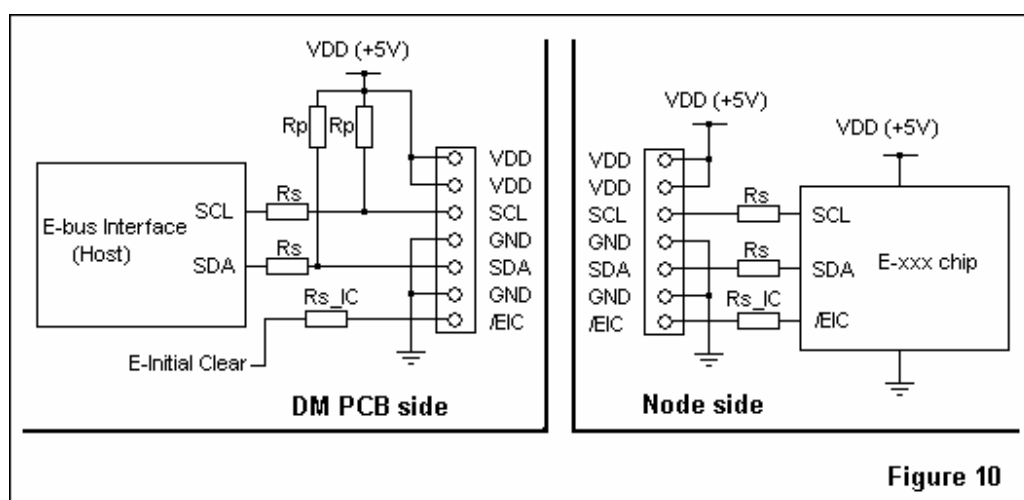 VDD (+5V)
Rp
Rp
VDD
VDD
SCL
GND
SDA
GND
/EIC
E-bus Interface
(Host)
SCL
SDA
Rs
Rs
Rs_IC
E-Initial Clear
DM PCB side
VDD (+5V)
VDD (+5V)
VDD
VDD
SCL
GND
SDA
GND
/EIC
Rs
Rs
Rs_IC
SCL
SDA
/EIC
E-xxx chip
Node side
Figure 10